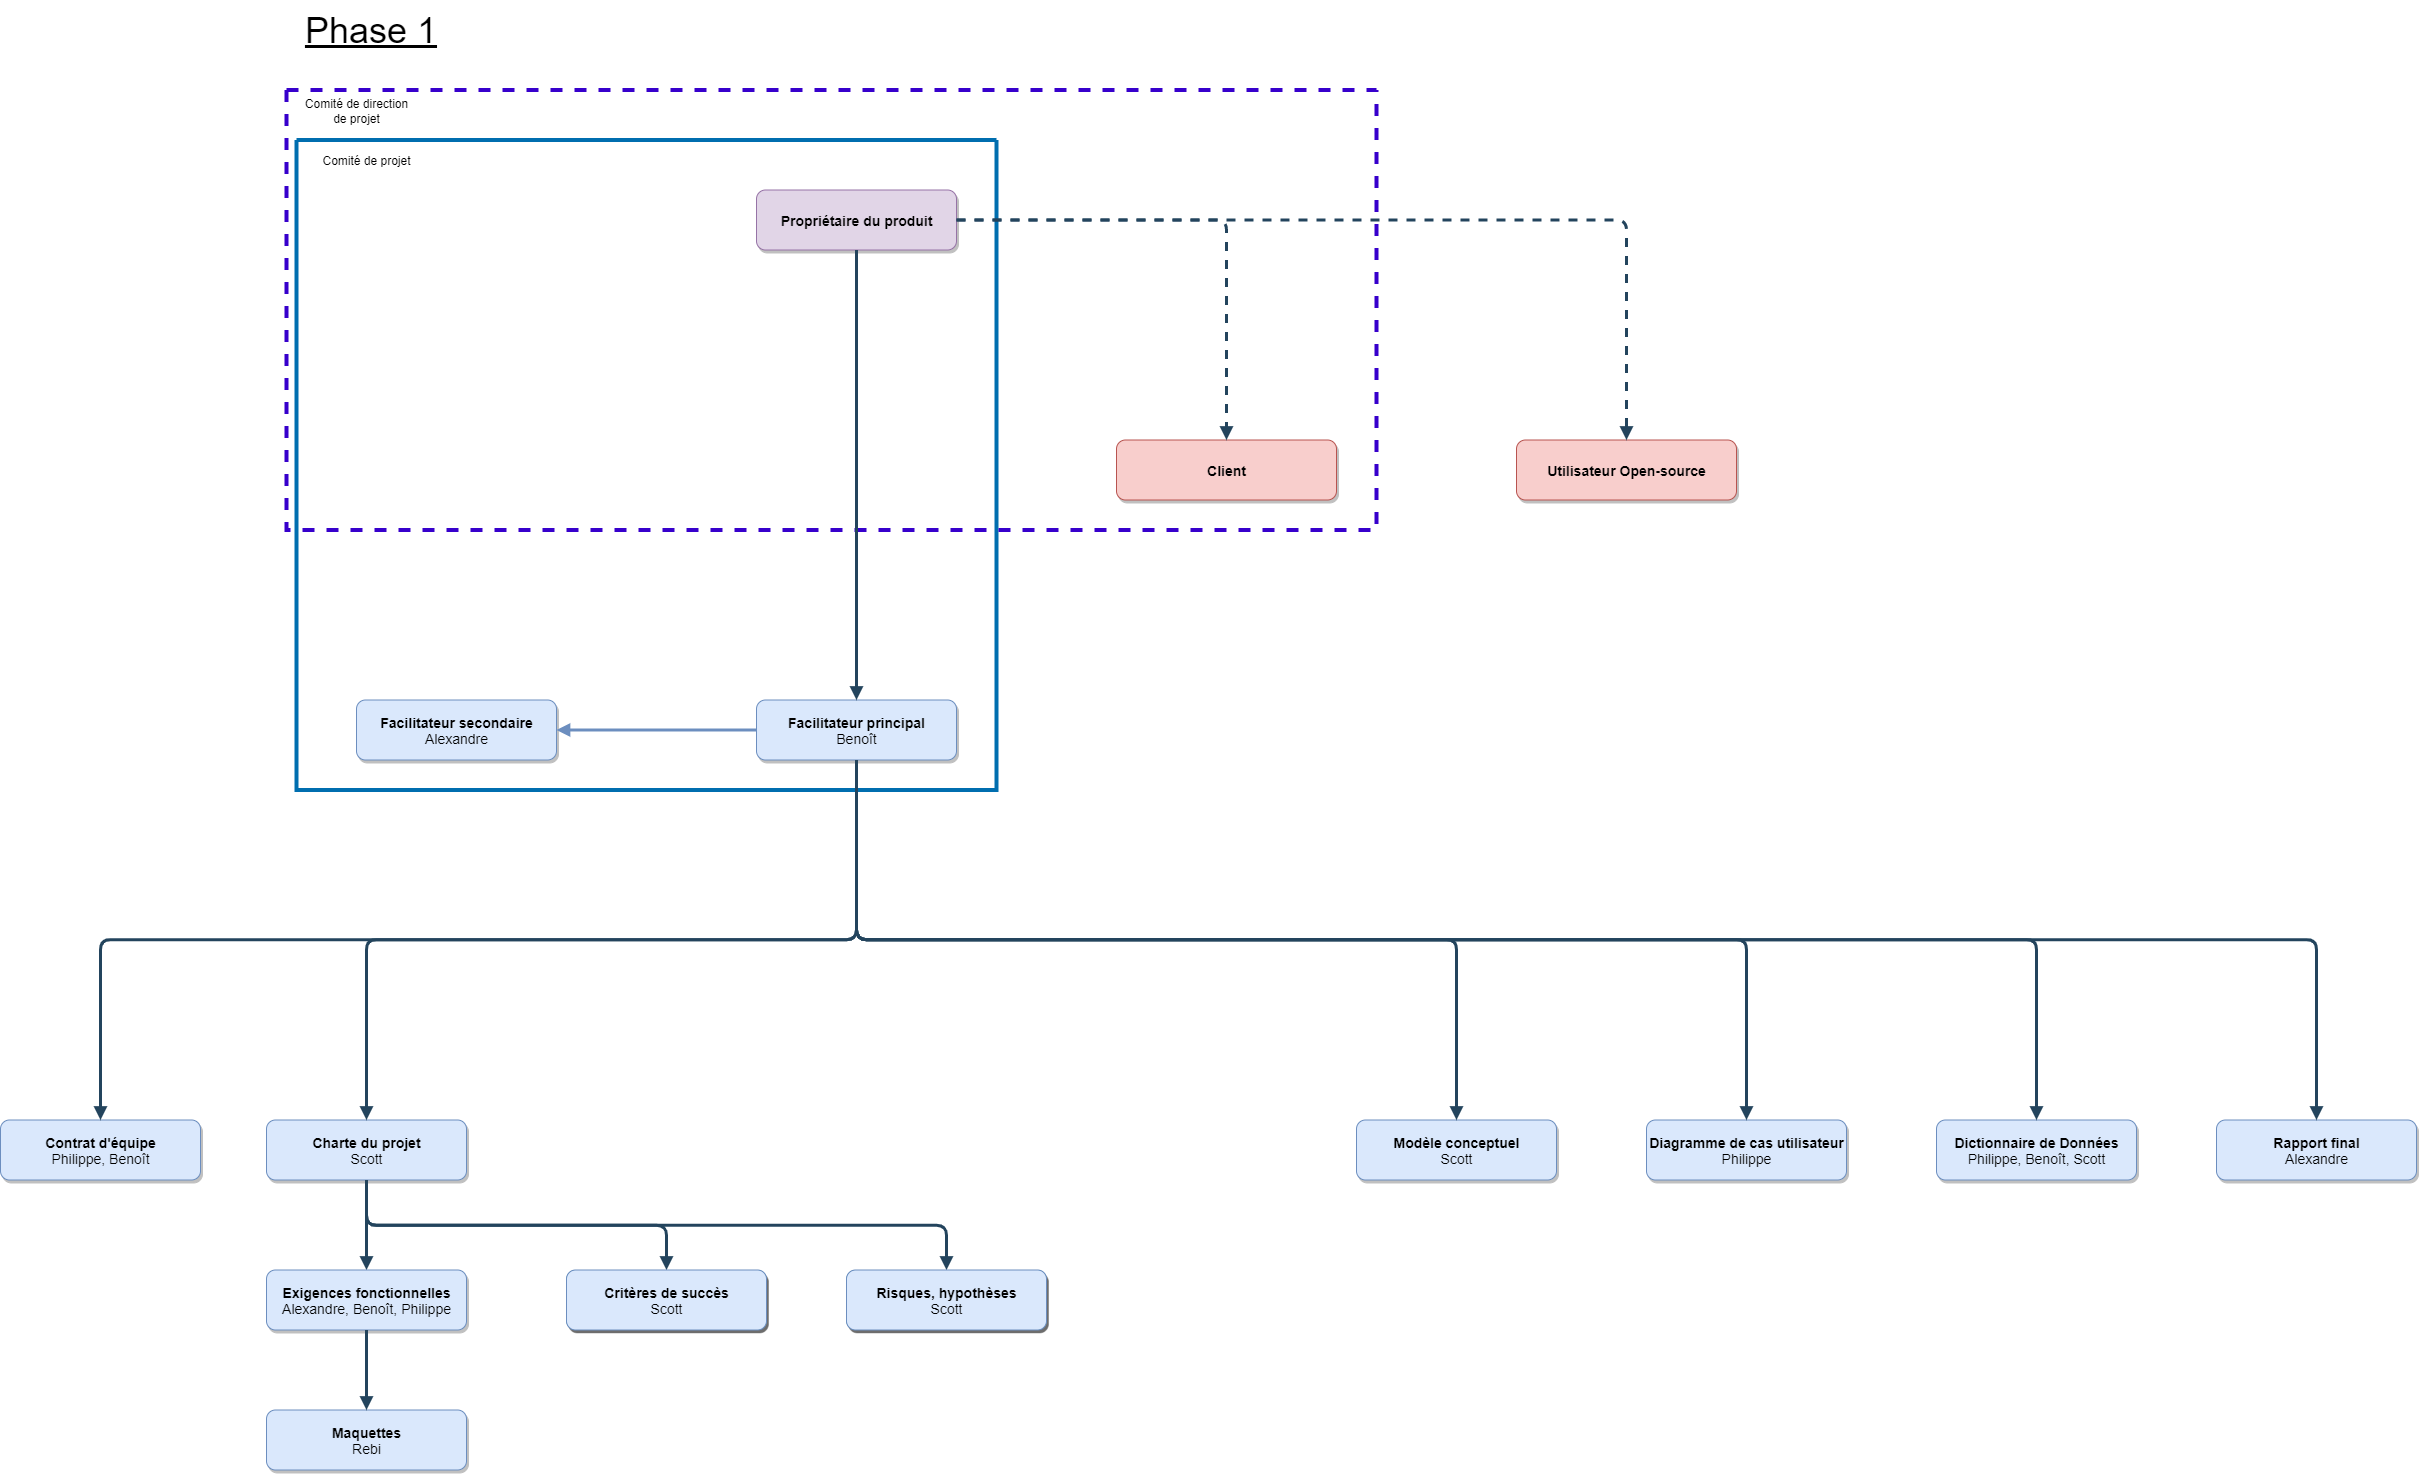 Phase 1
Comité de direction
de projet
Comité de projet
Propriétaire du produit
Client
Utilisateur Open-source
Facilitateur secondaire
Alexandre
Facilitateur principal
Benoît
Contrat d'équipe
Philippe, Benoît
Charte du projet
Scott
Modèle conceptuel
Scott
Diagramme de cas utilisateur
Philippe
Dictionnaire de Données
Philippe, Benoît, Scott
Rapport final
Alexandre
Exigences fonctionnelles
Alexandre, Benoît, Philippe
Critères de succès
Scott
Risques, hypothèses
Scott
Maquettes
Rebi